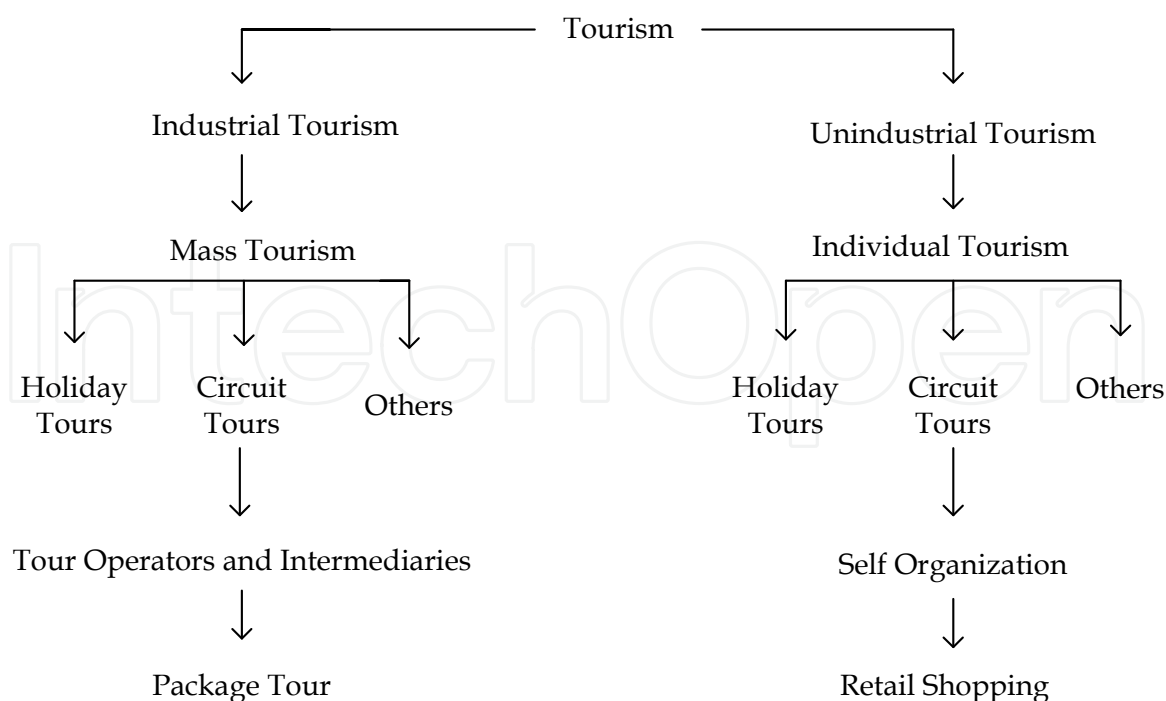 Tourism
Industrial Tourism
Unindustrial Tourism
Mass Tourism
Individual Tourism
IntechOpen
Holiday
Tours
Circuit
Tours
Others
Holiday
Tours
Circuit
Tours
Others
Tour Operators and Intermediaries
Self Organization
Package Tour
Retail Shopping